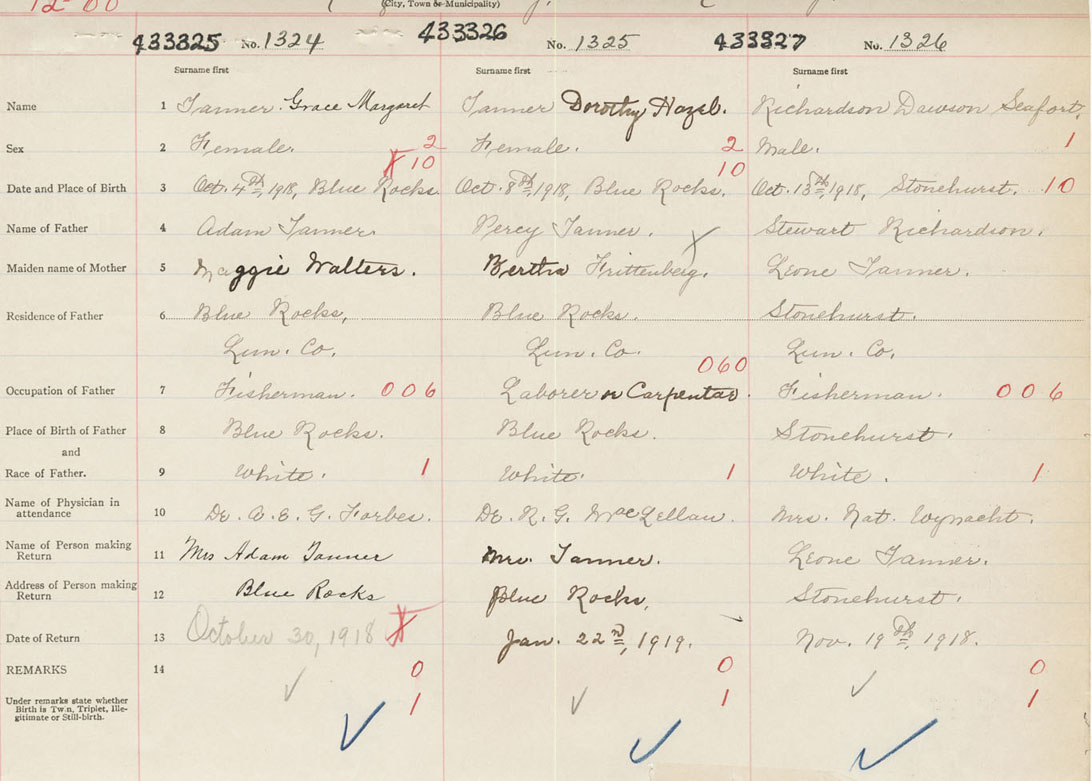 12-00
(City, Town or Municipality)
433325 No. 1324 433326 No. 1325 433327 No. 1326
Surname first Surname first Surname first
Name 1 Tanner Grace Margaret Tanner Dorothy Hazel. Richardson Dawson Seafort,
Sex 2 Female. 2 Female. 2 Male. 1
10 10
Date and Place of Birth 3 Oct. 4th, 1918, Blue Rocks. Oct. 8th, 1918, Blue Rocks. Oct. 13th, 1918, Stonehurst. 10
Name of Father 4 Adam Tanner. Percy Tanner. Stewart Richardson.
Maiden name of Mother 5 Maggie Walters. Bertha Frittenberg. Leone Tanner.
Residence of Father 6 Blue Rocks, Blue Rocks. Stonehurst.
Lun. Co. Lun. Co. Lun. Co.
060
Occupation of Father 7 Fisherman. 006 Laborer or Carpenter. Fisherman. 006
Place of Birth of Father 8 Blue Rocks. Blue Rocks. Stonehurst.
and
Race of Father. 9 White. 1 White. 1 White. 1
Name of Physician in
attendance 10 Dr. G. Forbes. Dr. R. G. MacLellan. Mrs. Nat. Wynacht.
Name of Person making
Return 11 Mrs Adam Tanner Mrs. Tanner. Leone Tanner.
Address of Person making
Return 12 Blue Rocks Blue Rocks. Stonehurst.
Date of Return 13 October 30, 1918 Jan. 22nd, 1919. Nov. 19th, 1918.
REMARKS 14 0 0 0
Under remarks state whether
Birth is Twin, Triplet, Ille-
gitimate or Still-birth. 1 1 1